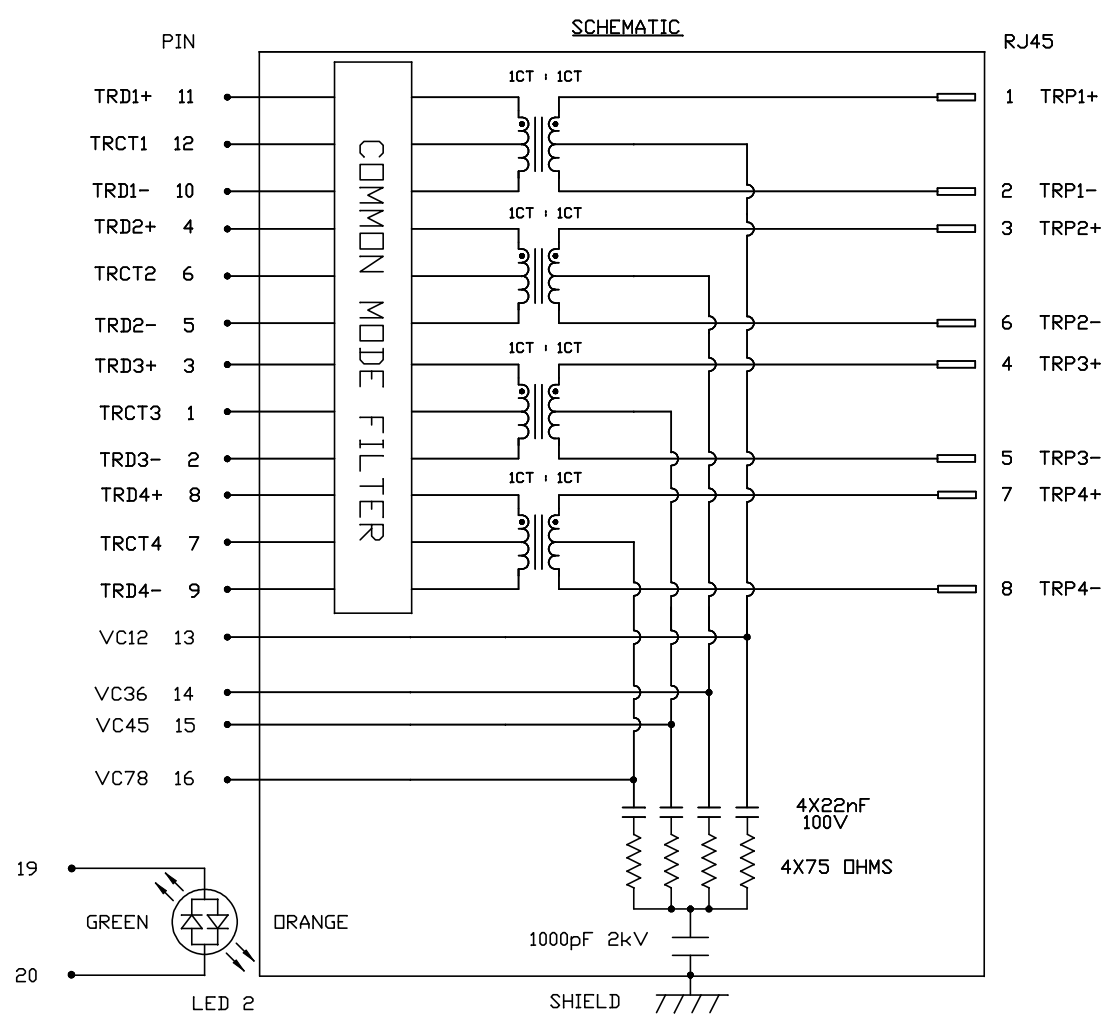 SCHEMATIC
PIN RJ45
1CT : 1CT
TRD1+ 11 1 TRP1+
TRCT1 12
TRD1- 10 2 TRP1-
1CT : 1CT
TRD2+ 4 3 TRP2+
TRCT2 6
TRD2- 5 6 TRP2-
1CT : 1CT
TRD3+ 3 4 TRP3+
TRCT3 1
TRD3- 2 5 TRP3-
1CT : 1CT
TRD4+ 8 7 TRP4+
TRCT4 7
TRD4- 9 8 TRP4-
COMMON MODE FILTER
VC12 13
VC36 14
VC45 15
VC78 16
4X22nF
100V
4X75 OHMS
19
GREEN ORANGE
1000pF 2kV
20
LED 2
SHIELD